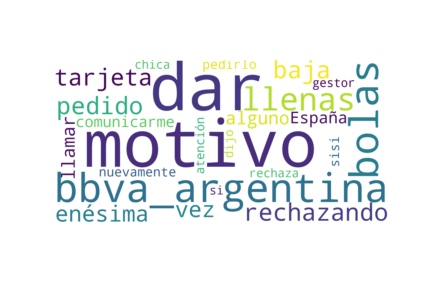 chica
pedirlo
tarjeta
dar
baja
gestor
llenas
bolas
pedido
comunicarme
alguno
España
llamar
motivo
atención
dijo
sisi
nuevamente
si
rechaza
bbva_argentina
enésima
vez
rechazando